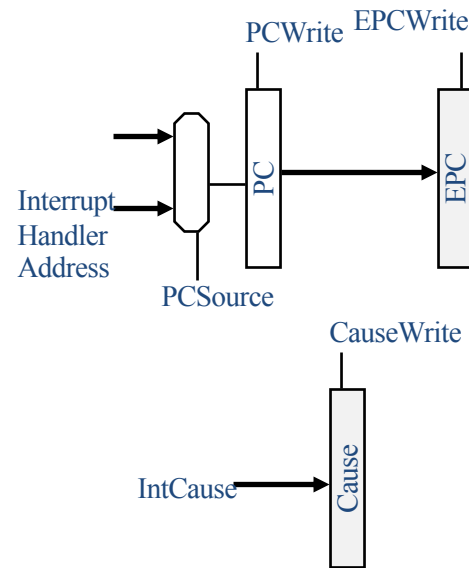 PCWrite
EPCWrite
PC
EPC
Interrupt
Handler
Address
PCSource
CauseWrite
IntCause
Cause